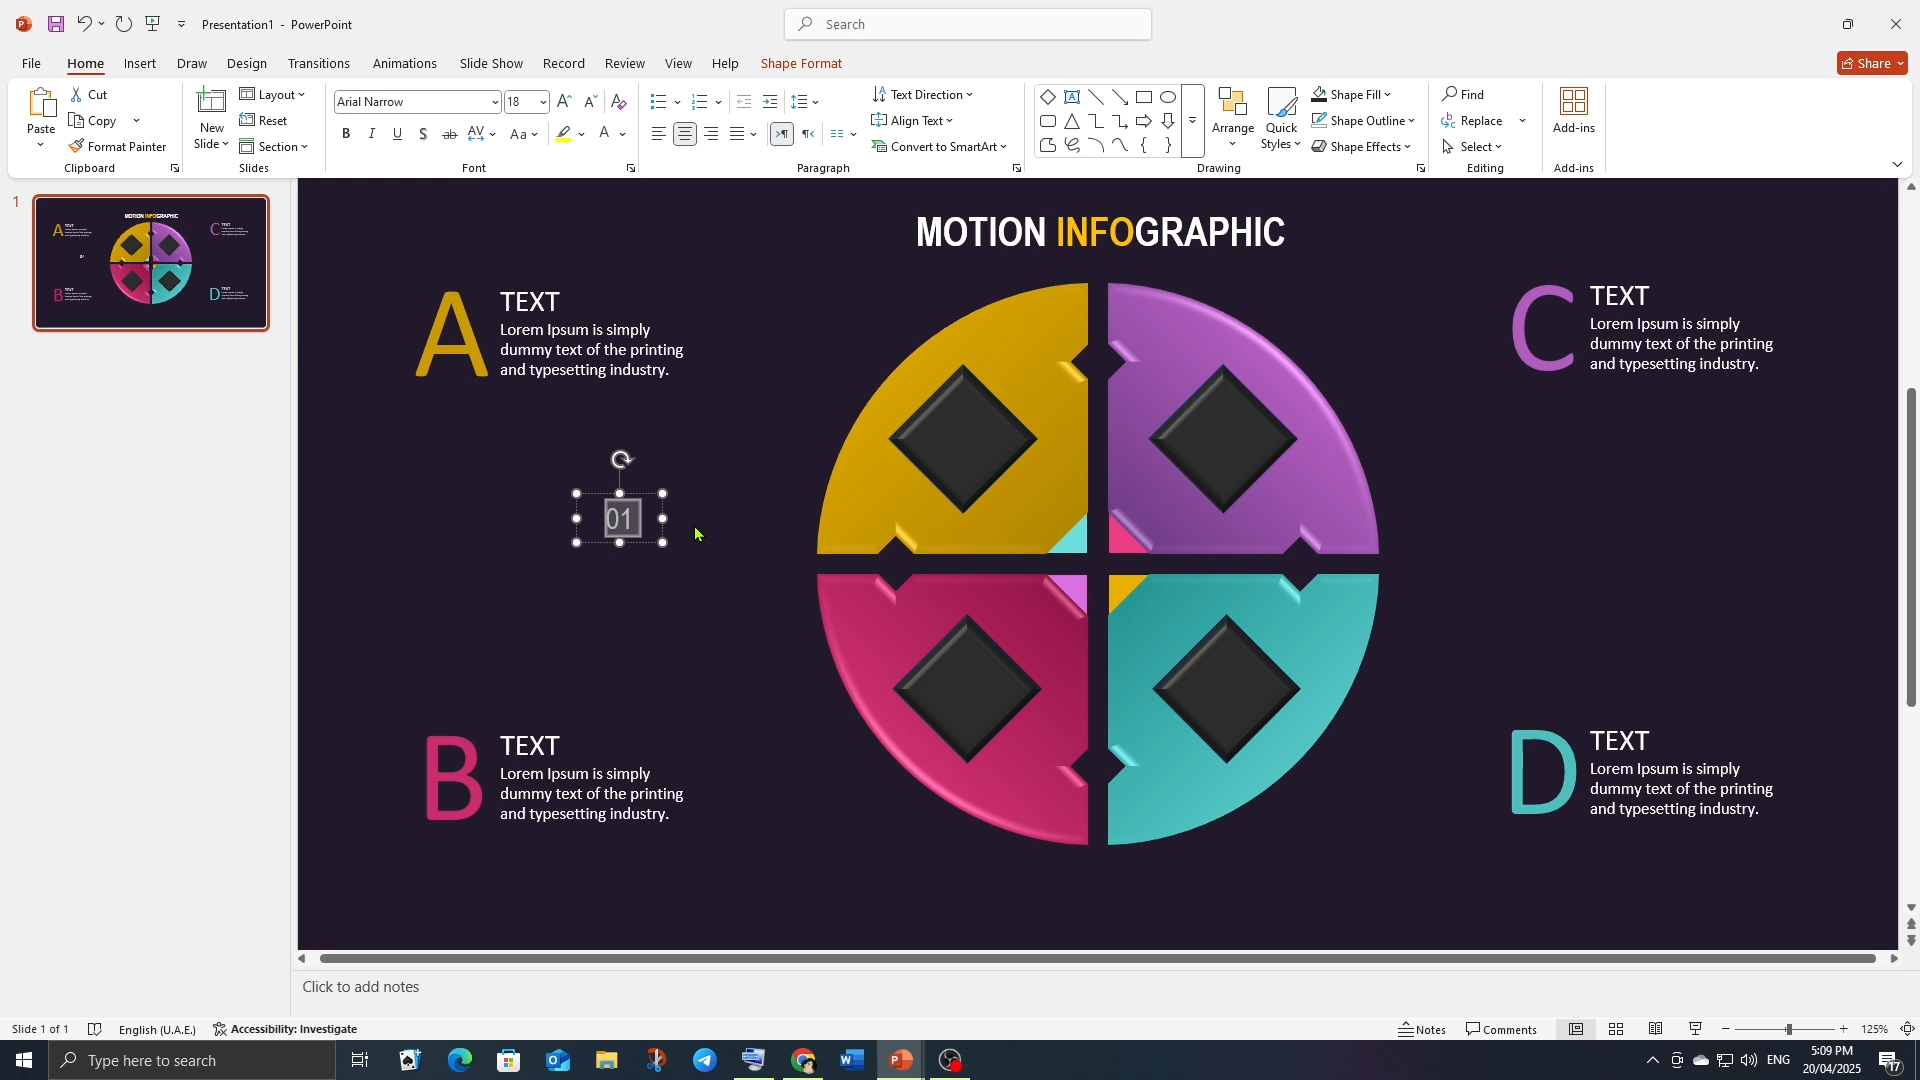 Presentation1 - PowerPoint
Search
File Home Insert Draw Design Transitions Animations Slide Show Record Review View Help Shape Format
Share
Paste
Cut
Copy
Format Painter
Clipboard
New
Slide
Layout
Reset
Section
Slides
Arial Narrow 18
Font
Paragraph
Text Direction
Align Text
Convert to SmartArt
Arrange
Quick
Styles
Shape Fill
Shape Outline
Shape Effects
Drawing
Find
Replace
Select
Editing
Add-ins
Add-ins
1
MOTION INFOGRAPHIC
A
TEXT
Lorem Ipsum is simply
dummy text of the printing
and typesetting industry.
C
TEXT
Lorem Ipsum is simply
dummy text of the printing
and typesetting industry.
01
B
TEXT
Lorem Ipsum is simply
dummy text of the printing
and typesetting industry.
D
TEXT
Lorem Ipsum is simply
dummy text of the printing
and typesetting industry.
Click to add notes
Slide 1 of 1 English (U.A.E.) Accessibility: Investigate
Notes Comments 125%
Type here to search
ENG
5:09 PM
20/04/2025
17